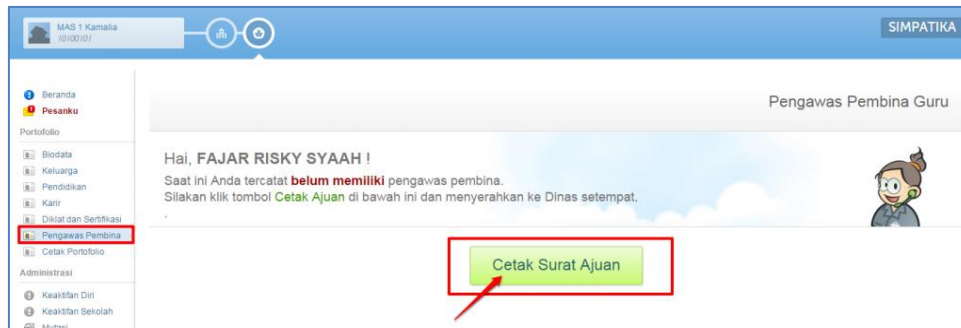 MAS 1 Kamalia
10100101
SIMPATIKA
Beranda
Pesanku
Portofolio
Biodata
Keluarga
Pendidikan
Karir
Diklat dan Sertifikasi
Pengawas Pembina
Cetak Portofolio
Administrasi
Keaktifan Diri
Keaktifan Sekolah
Mutasi
Pengawas Pembina Guru
Hai, FAJAR RISKY SYAAH !
Saat ini Anda tercatat belum memiliki pengawas pembina.
Silakan klik tombol Cetak Ajuan di bawah ini dan menyerahkan ke Dinas setempat,
.
Cetak Surat Ajuan